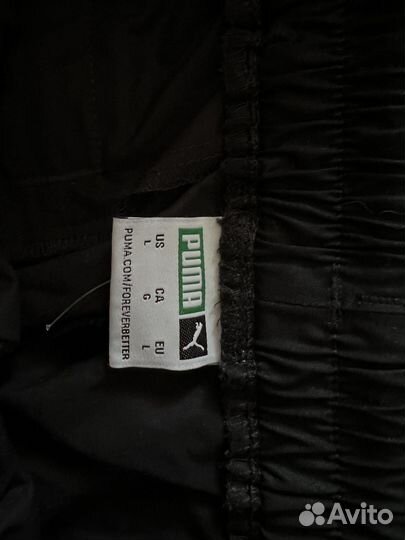 PUMA
US CA EU
L G L
PUMA.COM/FOREVERBETTER
Avito